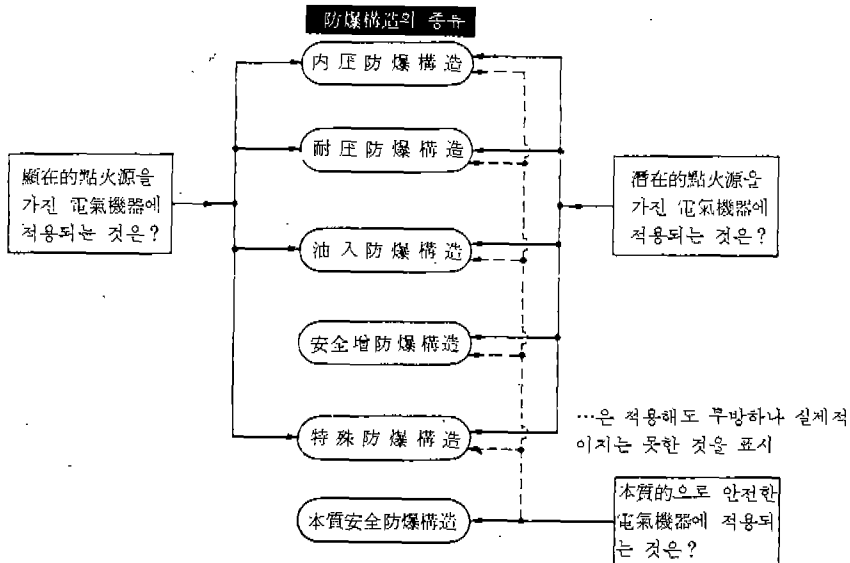 防爆構造의 종류
内圧防爆構造
耐圧防爆構造
油入防爆構造
安全增防爆構造
特殊防爆構造
本質安全防爆構造
顯在的點火源을
가진 電氣機器에
적용되는 것은?
潛在的點火源을
가진 電氣機器에
적용되는 것은?
…은 적용해도 무방하나 실제적
이지는 못한 것을 표시
本質的으로 안전한
電氣機器에 적용되
는 것은?